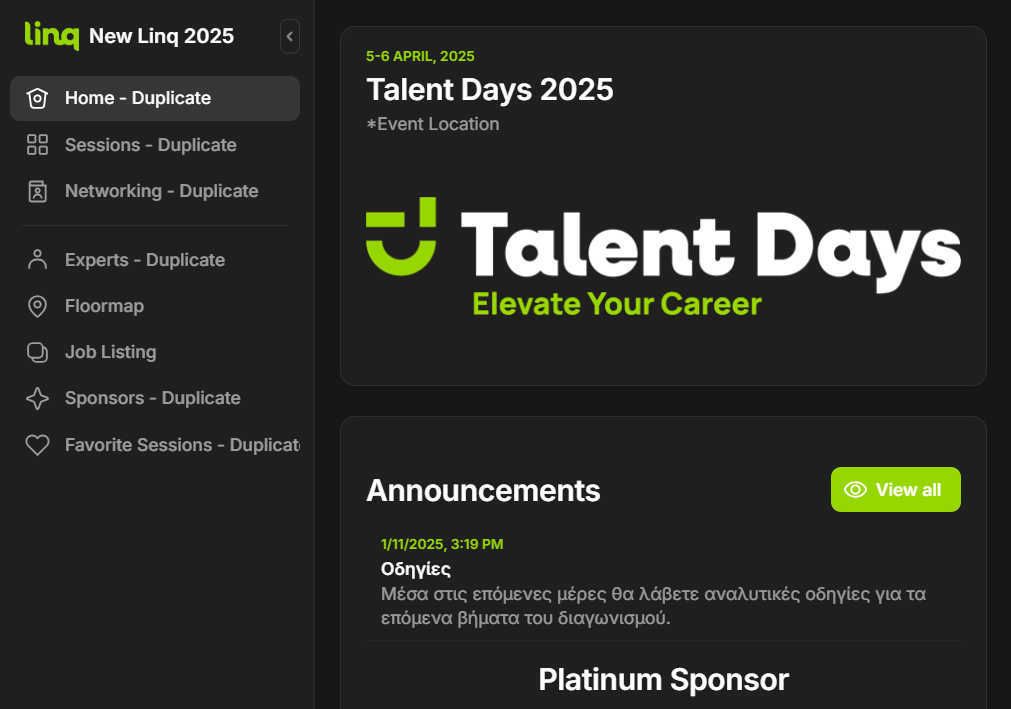 linq New Linq 2025
Home - Duplicate
Sessions - Duplicate
Networking - Duplicate
Experts - Duplicate
Floormap
Job Listing
Sponsors - Duplicate
Favorite Sessions - Duplicat
5-6 APRIL, 2025
Talent Days 2025
*Event Location
Talent Days
Elevate Your Career
Announcements
View all
1/11/2025, 3:19 PM
Οδηγίες
Μέσα στις επόμενες μέρες θα λάβετε αναλυτικές οδηγίες για τα
επόμενα βήματα του διαγωνισμού.
Platinum Sponsor